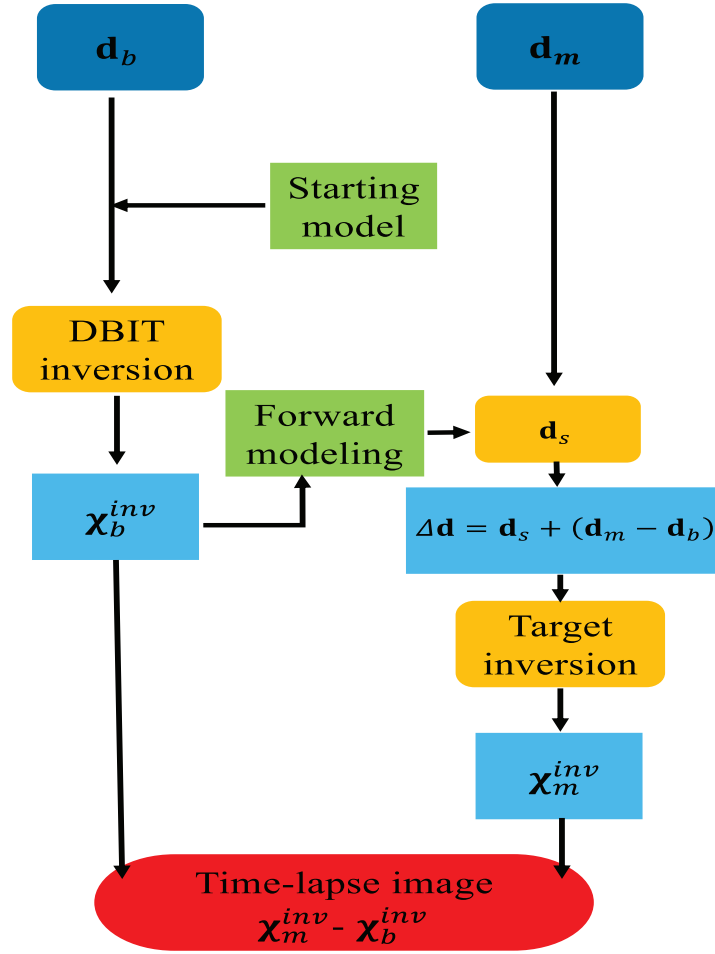 𝐝_b
𝐝_m
Starting
model
DBIT
inversion
Forward
modeling
𝐝_s
𝛘_b^inv
Δ𝐝 = 𝐝_s + (𝐝_m − 𝐝_b)
Target
inversion
𝛘_m^inv
Time-lapse image
𝛘_m^inv - 𝛘_b^inv